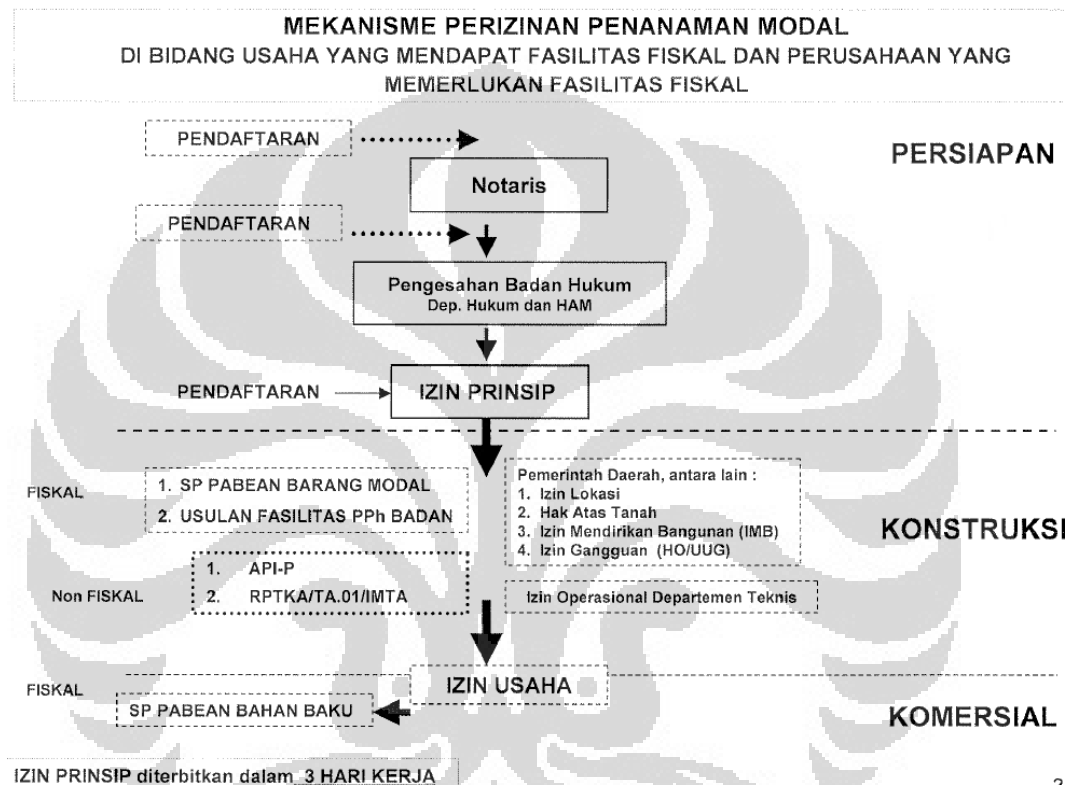 MEKANISME PERIZINAN PENANAMAN MODAL
DI BIDANG USAHA YANG MENDAPAT FASILITAS FISKAL DAN PERUSAHAAN YANG
MEMERLUKAN FASILITAS FISKAL
PENDAFTARAN
PERSIAPAN
Notaris
PENDAFTARAN
Pengesahan Badan Hukum
Dep. Hukum dan HAM
PENDAFTARAN
IZIN PRINSIP
FISKAL
1. SP PABEAN BARANG MODAL
2. USULAN FASILITAS PPh BADAN
Pemerintah Daerah, antara lain :
1. Izin Lokasi
2. Hak Atas Tanah
3. Izin Mendirikan Bangunan (IMB)
4. Izin Gangguan (HO/UUG)
KONSTRUKSI
Non FISKAL
1. API-P
2. RPTKA/TA.01/IMTA
Izin Operasional Departemen Teknis
IZIN USAHA
FISKAL
SP PABEAN BAHAN BAKU
KOMERSIAL
IZIN PRINSIP diterbitkan dalam 3 HARI KERJA
2